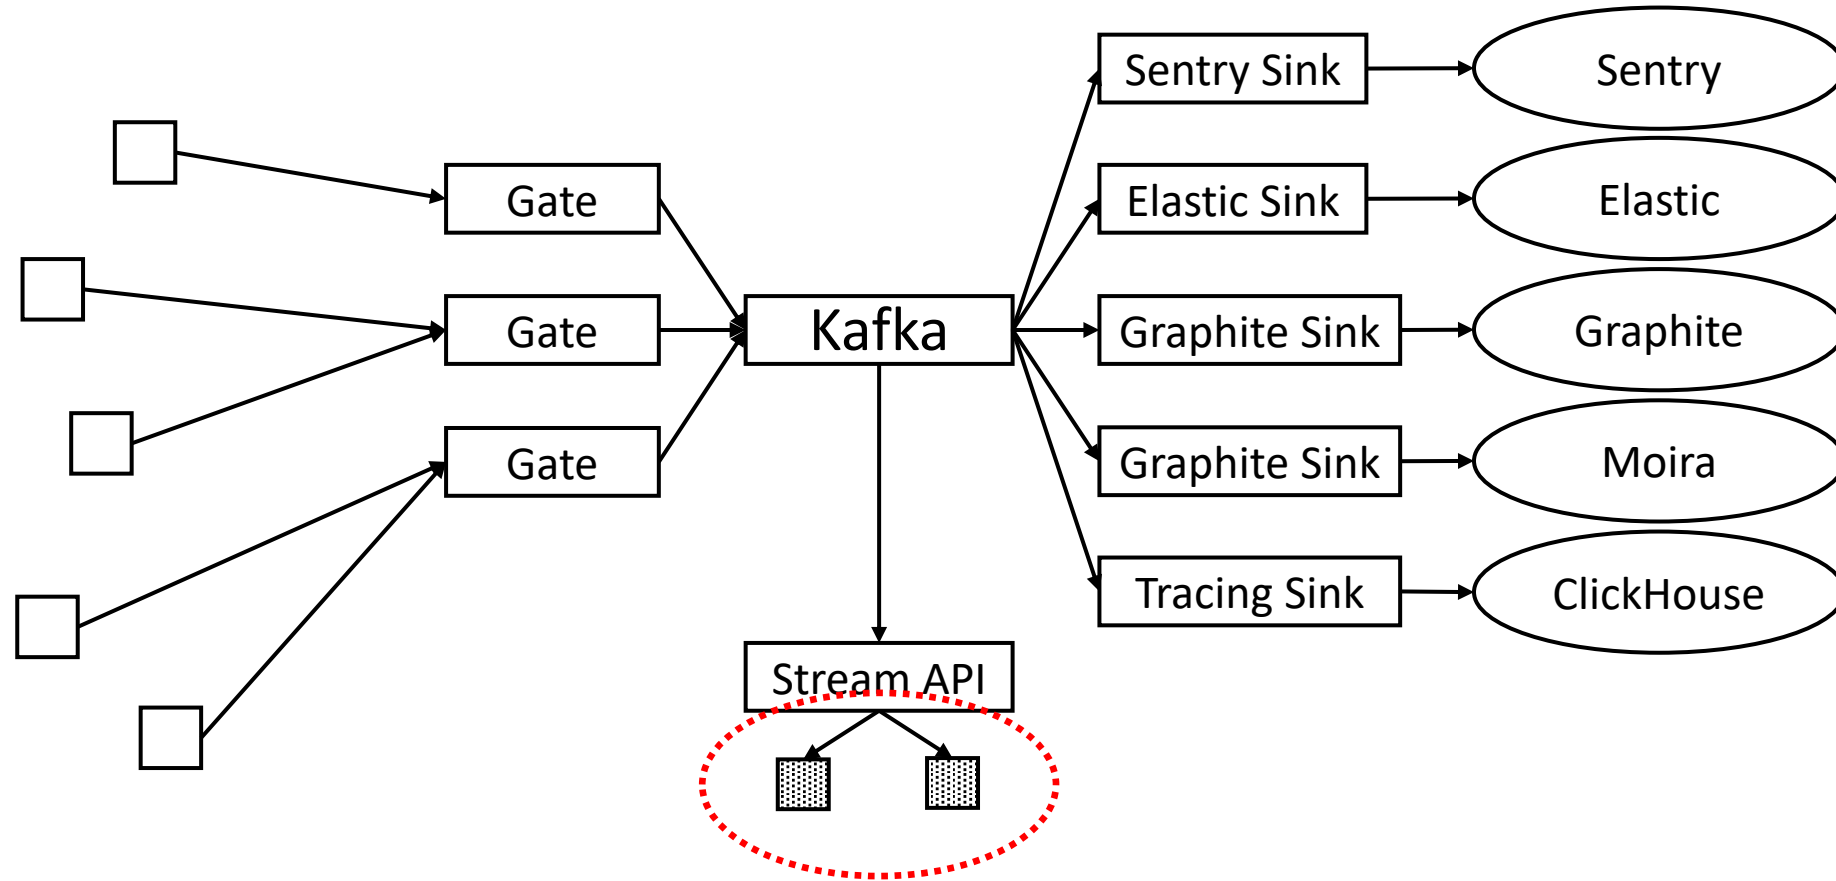 Sentry Sink
Sentry
Gate
Elastic Sink
Elastic
Gate
Kafka
Graphite Sink
Graphite
Gate
Graphite Sink
Moira
Tracing Sink
ClickHouse
Stream API